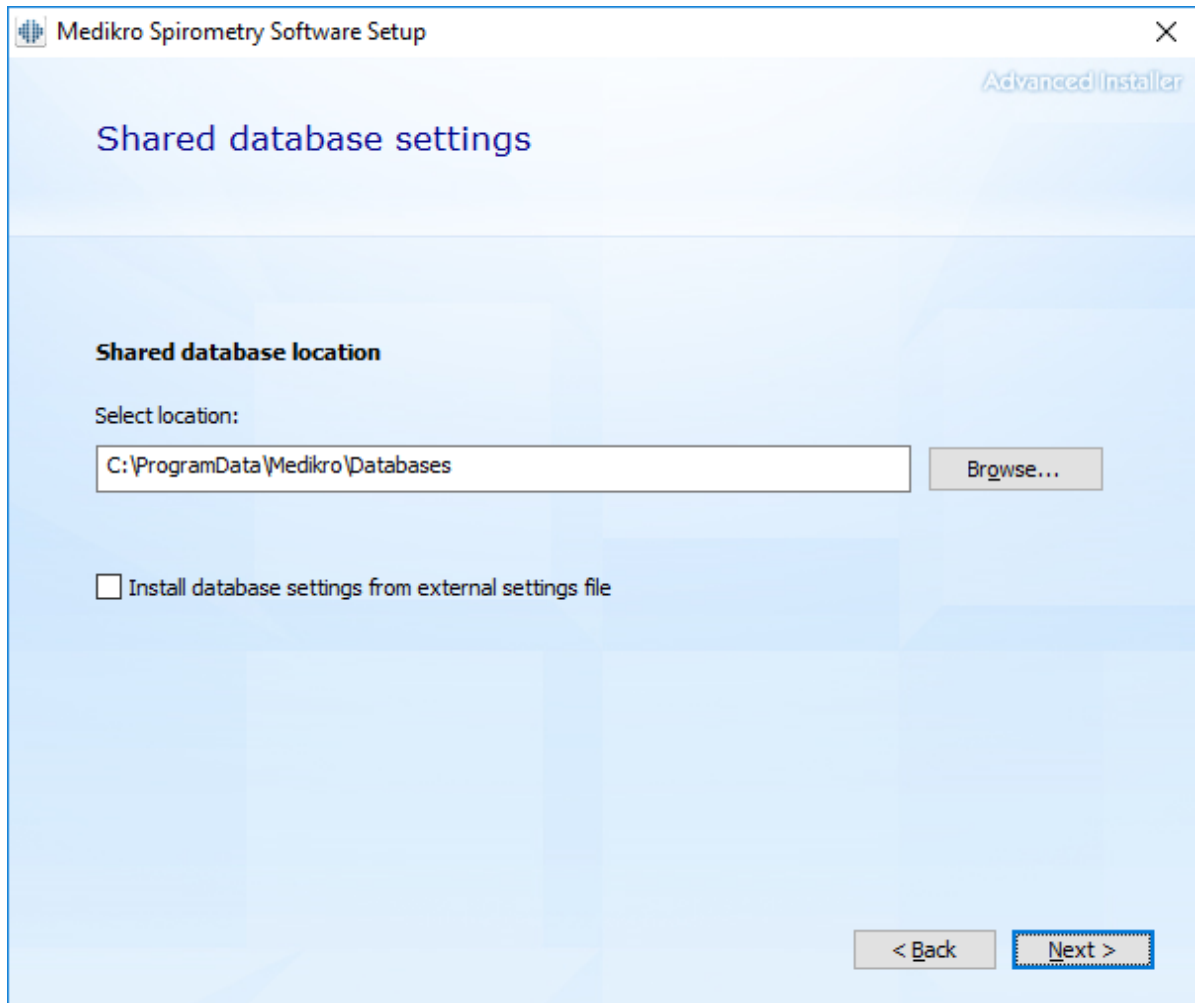 Medikro Spirometry Software Setup
Advanced Installer
Shared database settings
Shared database location
Select location:
C:\ProgramData\Medikro\Databases
Browse...
Install database settings from external settings file
< Back
Next >